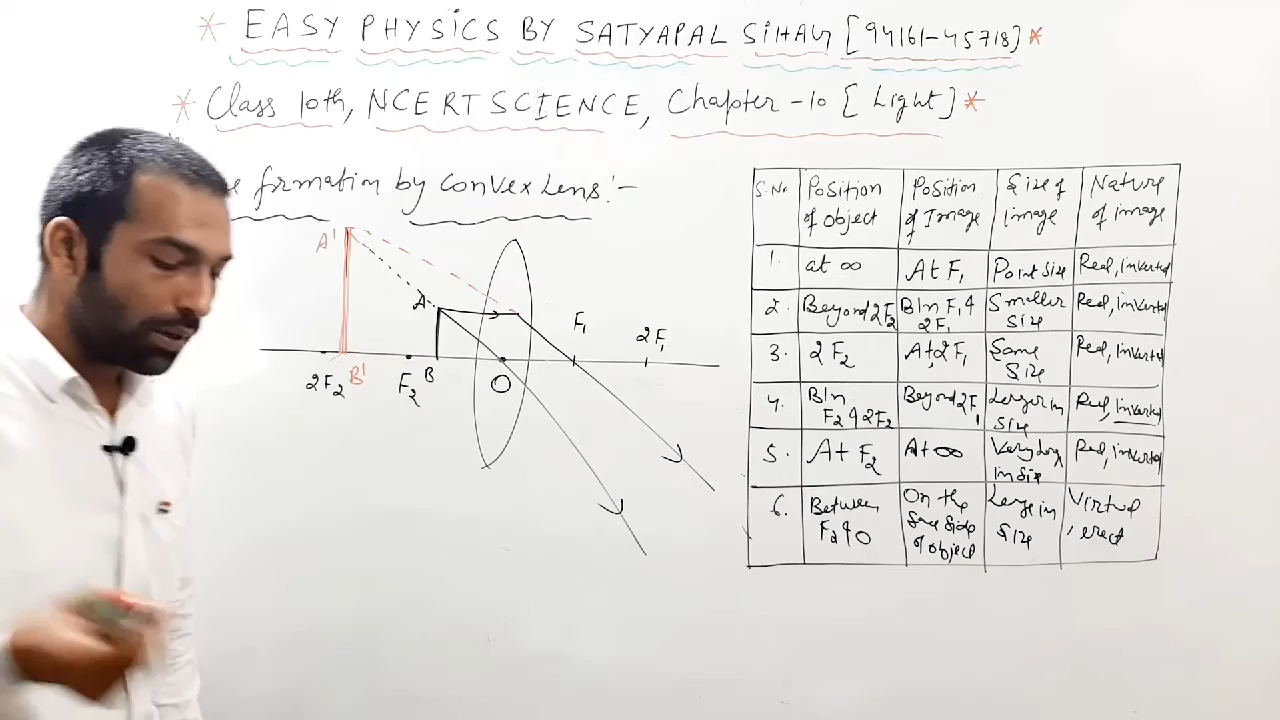 * EASY PHYSICS BY SATYAPAL SIHAG [94161-45718] *
* Class 10th, NCERT SCIENCE, Chapter-10 [Light] *
formation by Convex Lens:-
A'
A
F₁
2F₁
2F₂ B' F₂ B O
S.No Position of object Position of Image Size of image Nature of image
1. at ∞ At F₁ Point Size Real, inverted
2. Beyond 2F₂ B/n F₁ & 2F₁ Smaller Size Real, inverted
3. 2F₂ At 2F₁ Same Size Real, inverted
4. B/n F₂ & 2F₂ Beyond 2F₁ Larger in Size Real, inverted
5. At F₂ At ∞ Very Larg in Size Real, inverted
6. Between F₂ & O On the Same Side of object Large in Size Virtual, erect